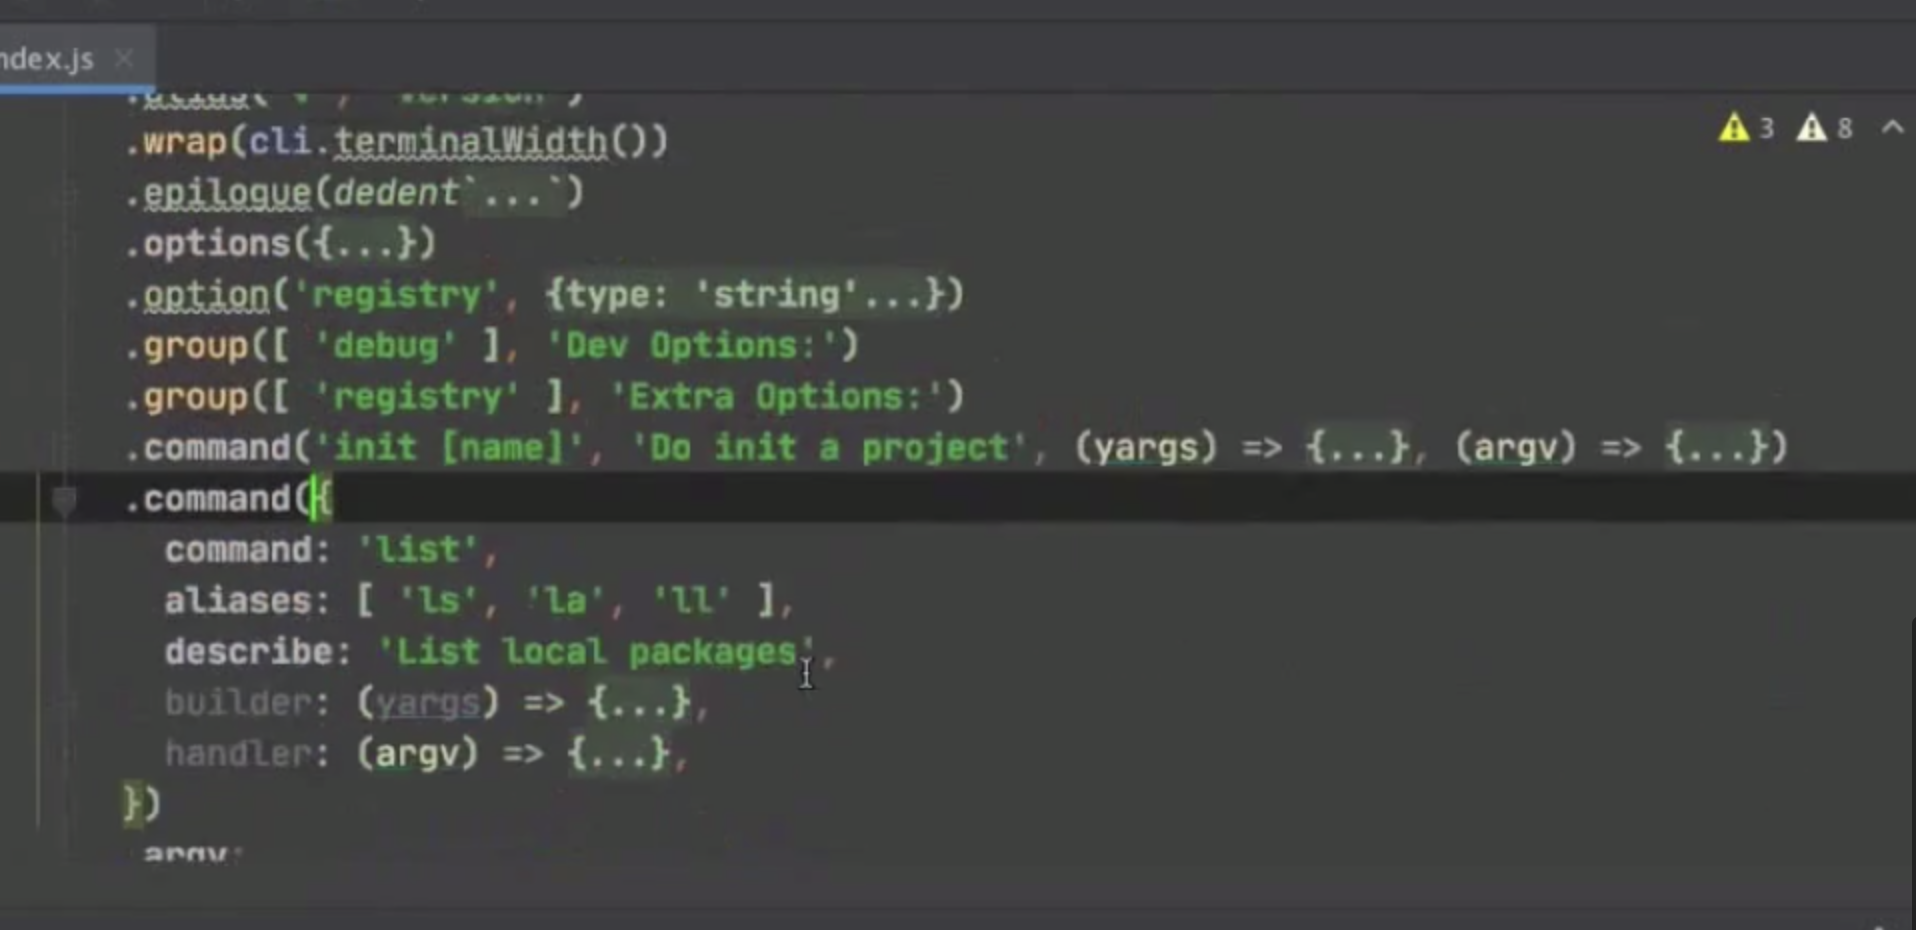 ndex.js
.wrap(cli.terminalWidth())
3 8
.epilogue(dedent`...`)
.options({...})
.option('registry', {type: 'string'...})
.group([ 'debug' ], 'Dev Options:')
.group([ 'registry' ], 'Extra Options:')
.command('init [name]', 'Do init a project', (yargs) => {...}, (argv) => {...})
.command({
command: 'list',
aliases: [ 'ls', 'la', 'll' ],
describe: 'List local packages',
builder: (yargs) => {...},
handler: (argv) => {...},
})
argv;